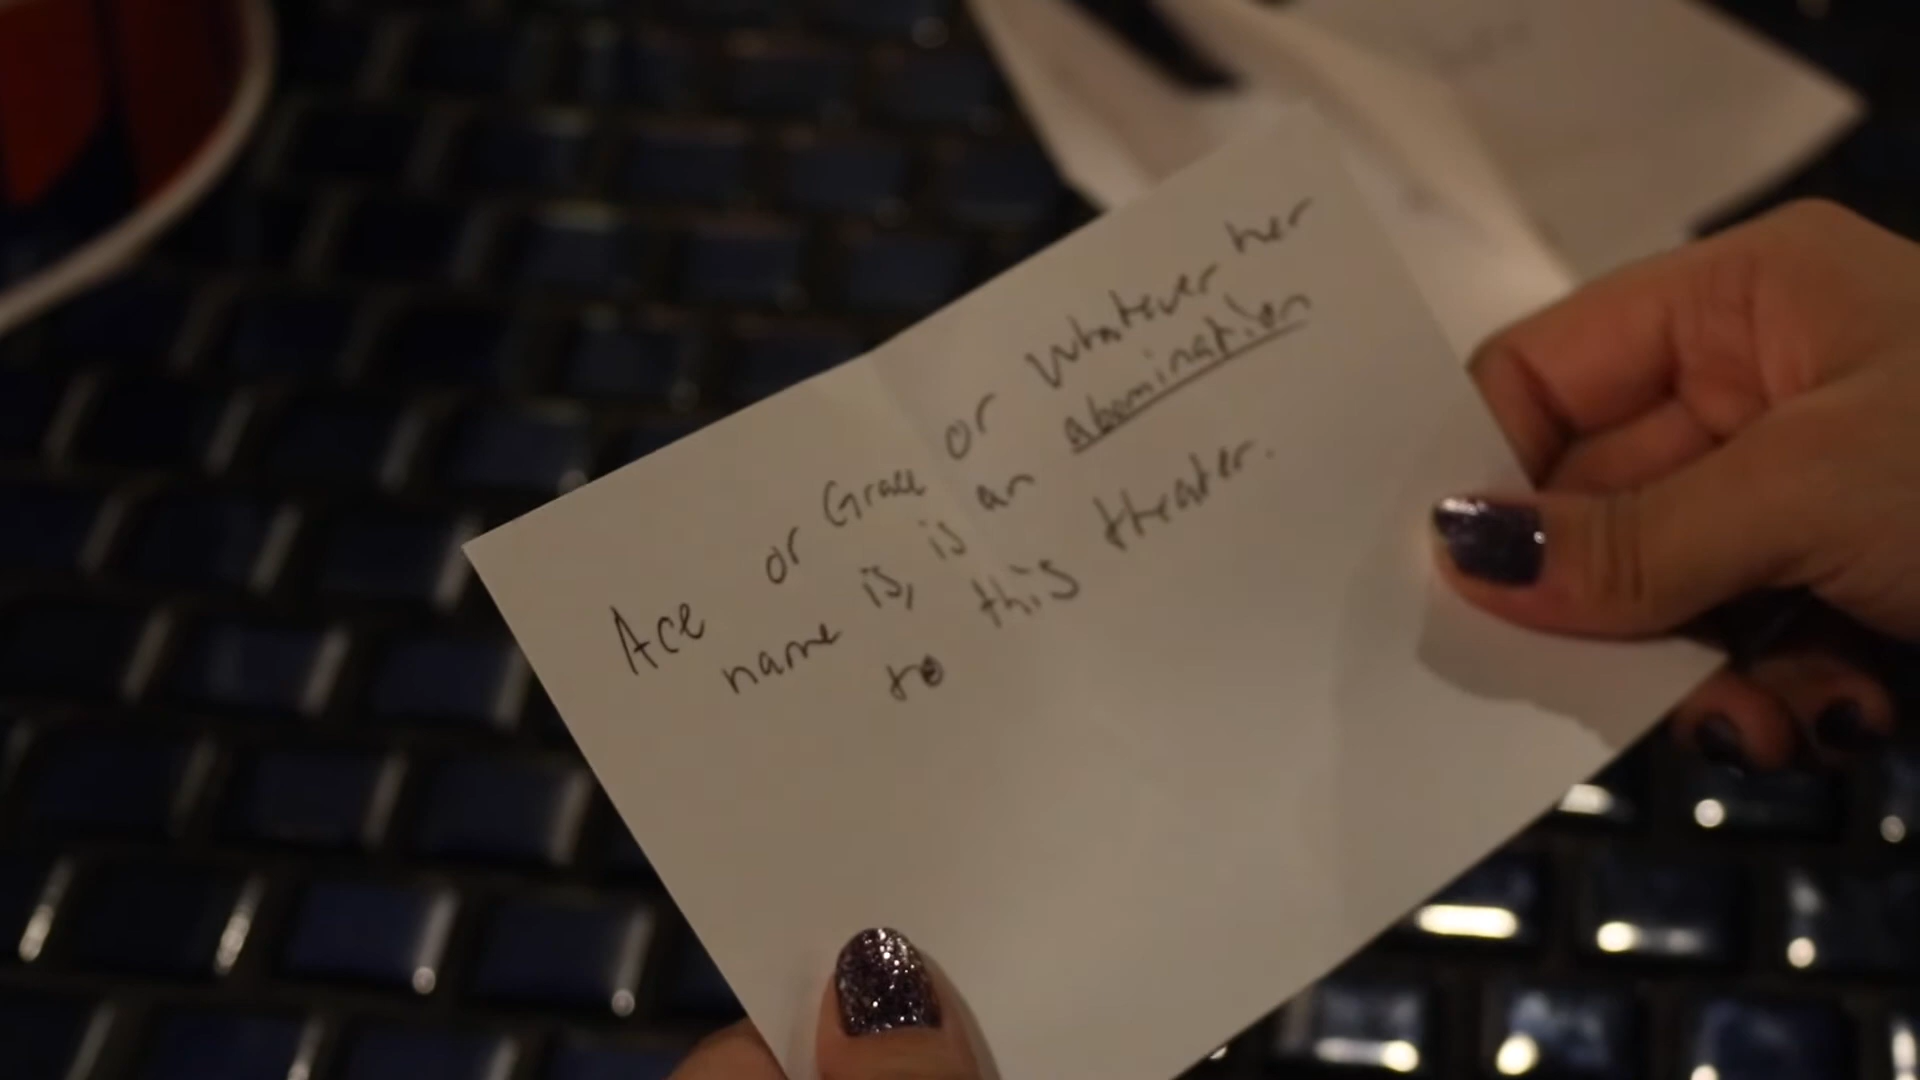 Ace or Grace or whatever her
name is, is an abomination
to this theater.